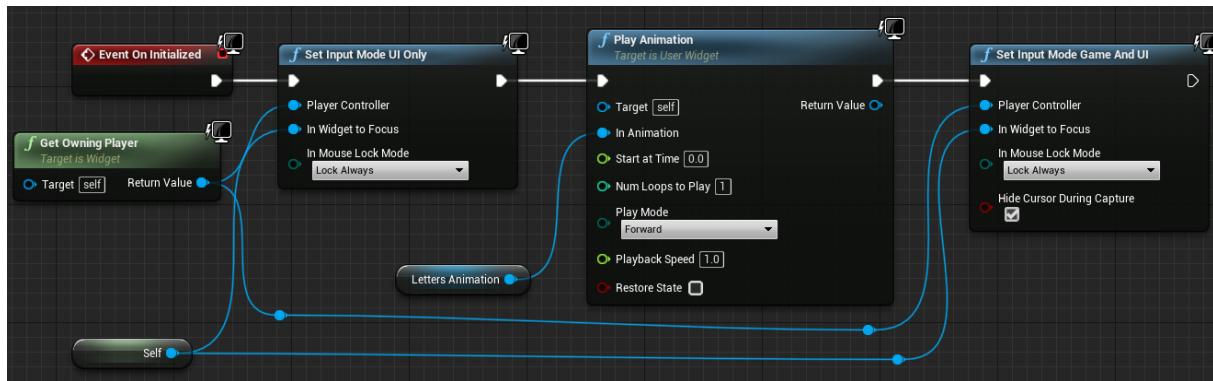 Event On Initialized
Get Owning Player
Target is Widget
Target self Return Value
Set Input Mode UI Only
Player Controller
In Widget to Focus
In Mouse Lock Mode
Lock Always
Self
Letters Animation
Play Animation
Target is User Widget
Target self Return Value
In Animation
Start at Time 0.0
Num Loops to Play 1
Play Mode
Forward
Playback Speed 1.0
Restore State
Set Input Mode Game And UI
Player Controller
In Widget to Focus
In Mouse Lock Mode
Lock Always
Hide Cursor During Capture